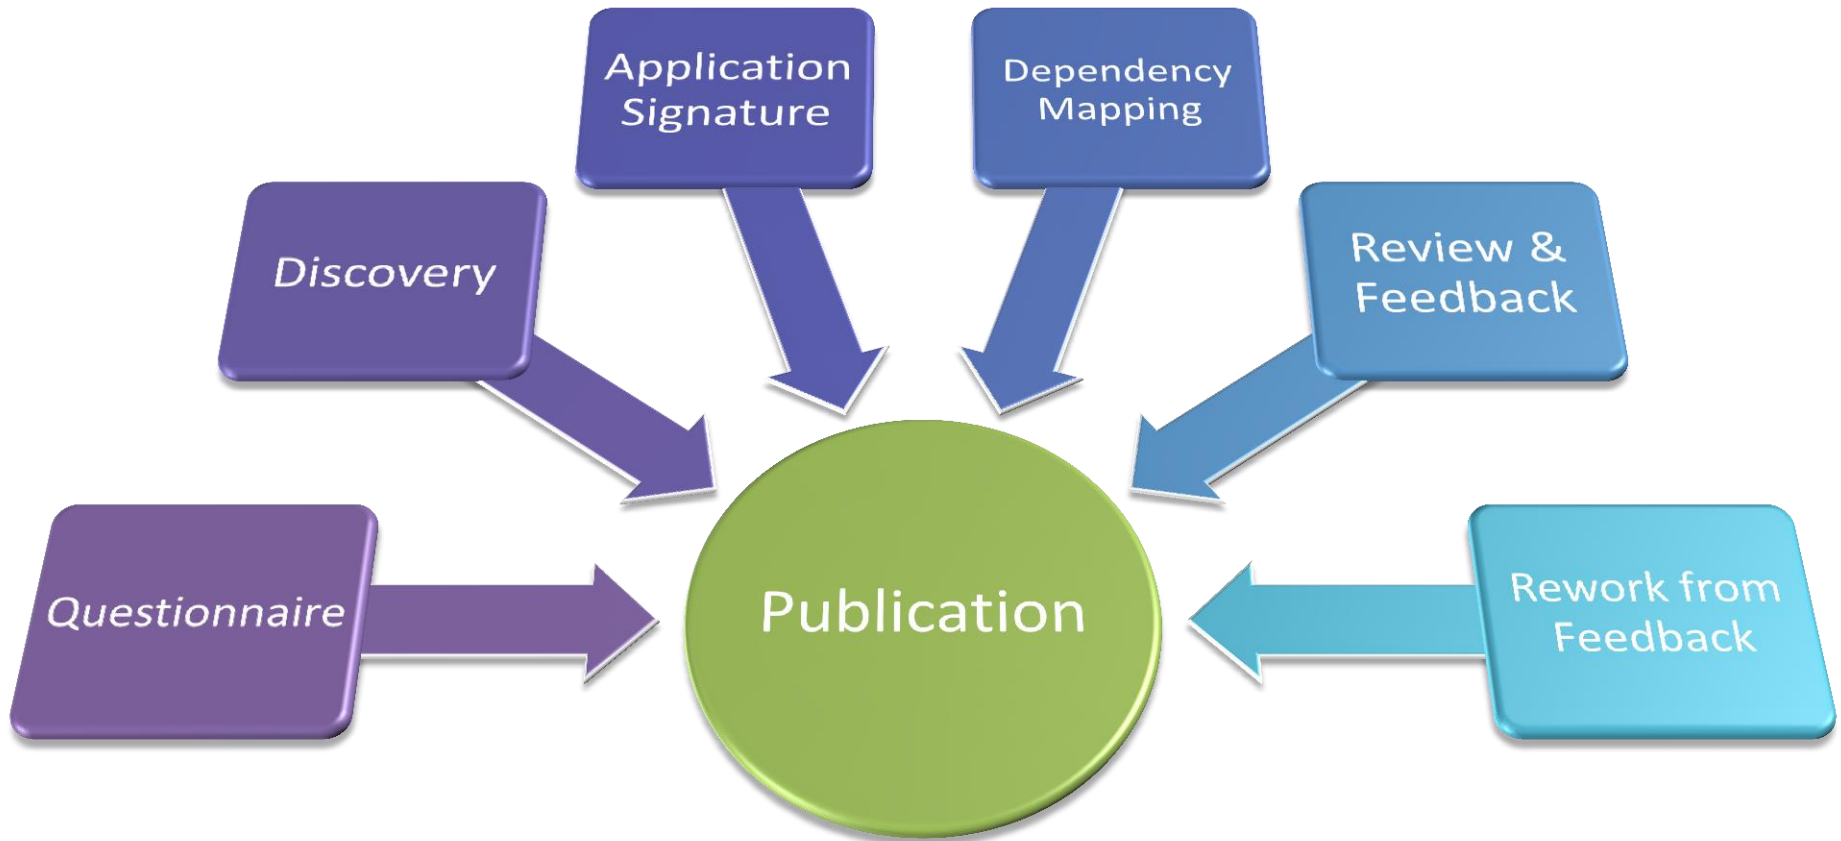 Questionnaire
Discovery
Application
Signature
Dependency
Mapping
Review &
Feedback
Rework from
Feedback
Publication